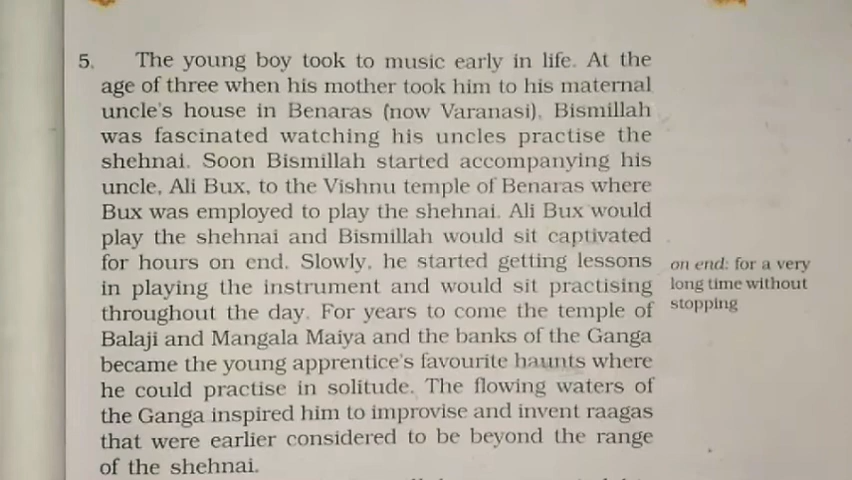 5. The young boy took to music early in life. At the
age of three when his mother took him to his maternal
uncle's house in Benaras (now Varanasi), Bismillah
was fascinated watching his uncles practise the
shehnai. Soon Bismillah started accompanying his
uncle, Ali Bux, to the Vishnu temple of Benaras where
Bux was employed to play the shehnai. Ali Bux would
play the shehnai and Bismillah would sit captivated
for hours on end. Slowly, he started getting lessons
in playing the instrument and would sit practising
throughout the day. For years to come the temple of
Balaji and Mangala Maiya and the banks of the Ganga
became the young apprentice's favourite haunts where
he could practise in solitude. The flowing waters of
the Ganga inspired him to improvise and invent raagas
that were earlier considered to be beyond the range
of the shehnai.
on end: for a very
long time without
stopping